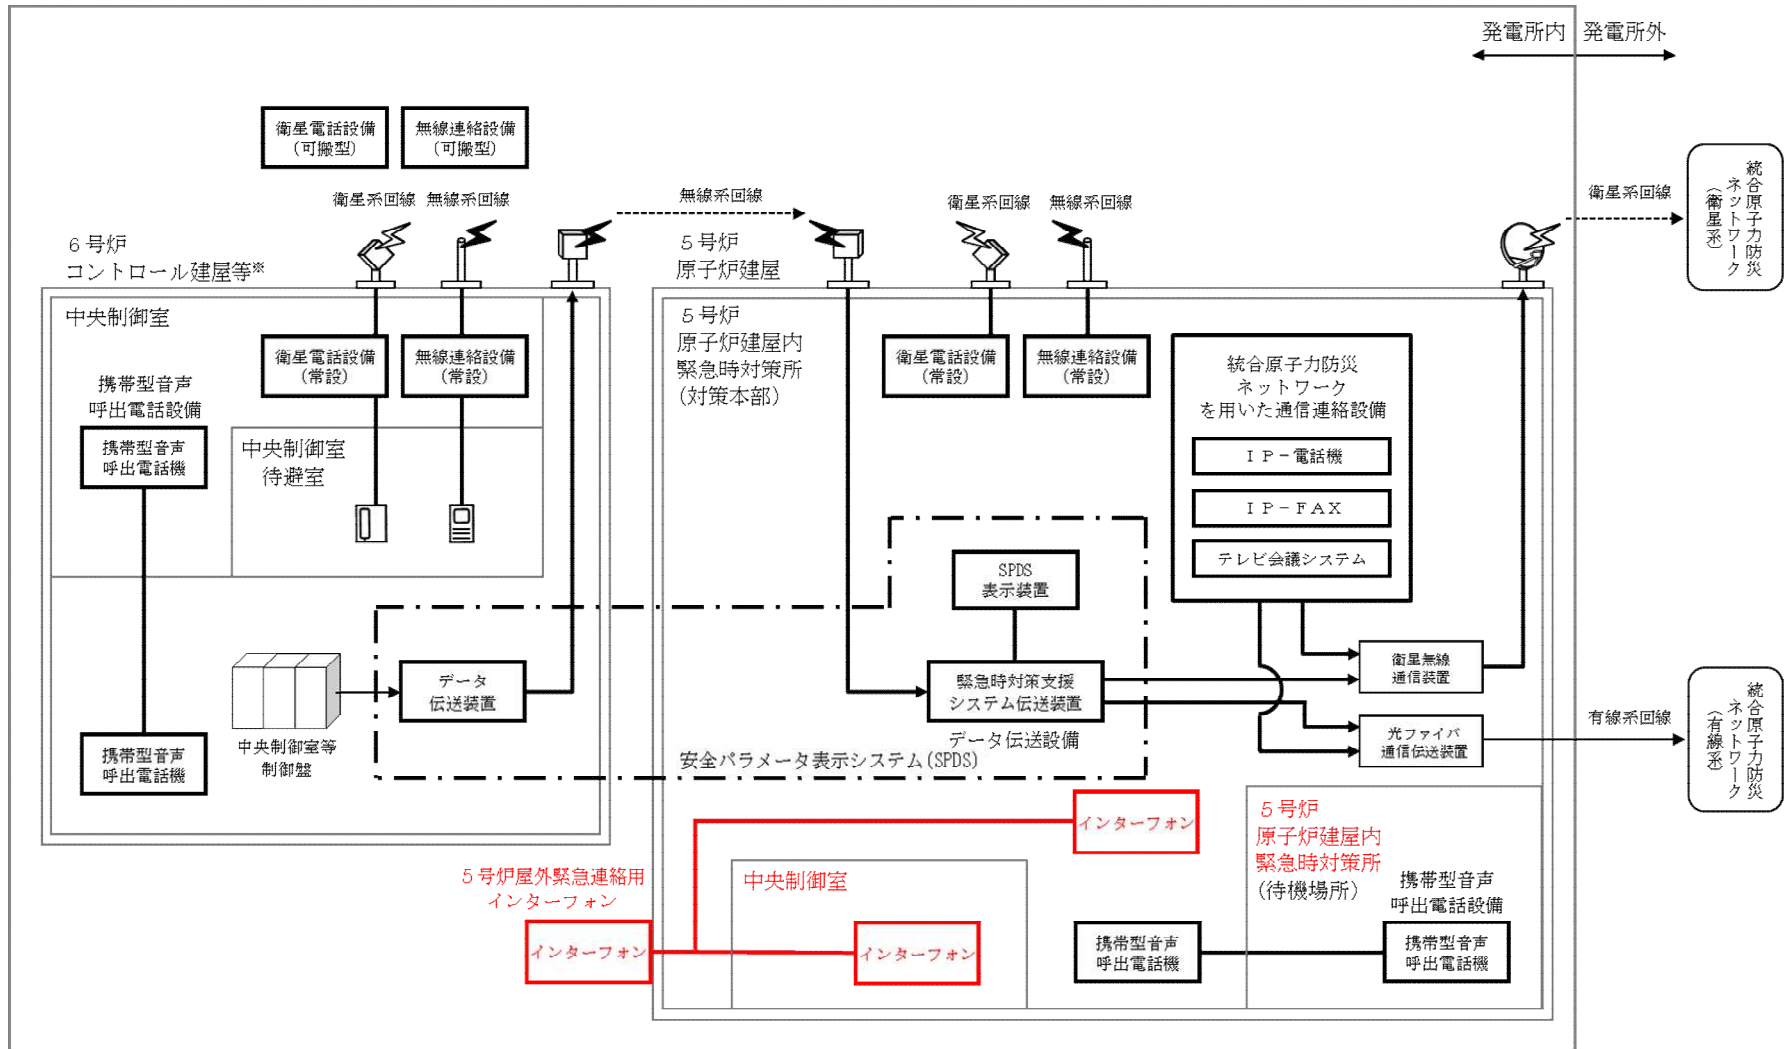 発電所内
発電所外
衛星電話設備
(可搬型)
無線連絡設備
(可搬型)
衛星系回線
無線系回線
無線系回線
衛星系回線
無線系回線
衛星系回線
統合原子力防災
ネットワーク
(衛星系)
6号炉
コントロール建屋等※
5号炉
原子炉建屋
中央制御室
衛星電話設備
(常設)
無線連絡設備
(常設)
携帯型音声
呼出電話設備
携帯型音声
呼出電話機
中央制御室
待避室
5号炉
原子炉建屋内
緊急時対策所
(対策本部)
衛星電話設備
(常設)
無線連絡設備
(常設)
統合原子力防災
ネットワーク
を用いた通信連絡設備
IP-電話機
IP-FAX
テレビ会議システム
SPDS
表示装置
データ
伝送装置
緊急時対策支援
システム伝送装置
データ伝送設備
衛星無線
通信装置
光ファイバ
通信伝送装置
有線系回線
統合原子力防災
ネットワーク
(有線系)
中央制御室等
制御盤
携帯型音声
呼出電話機
安全パラメータ表示システム(SPDS)
インターフォン
5号炉
原子炉建屋内
緊急時対策所
(待機場所)
5号炉屋外緊急連絡用
インターフォン
中央制御室
インターフォン
インターフォン
携帯型音声
呼出電話設備
携帯型音声
呼出電話機
携帯型音声
呼出電話機